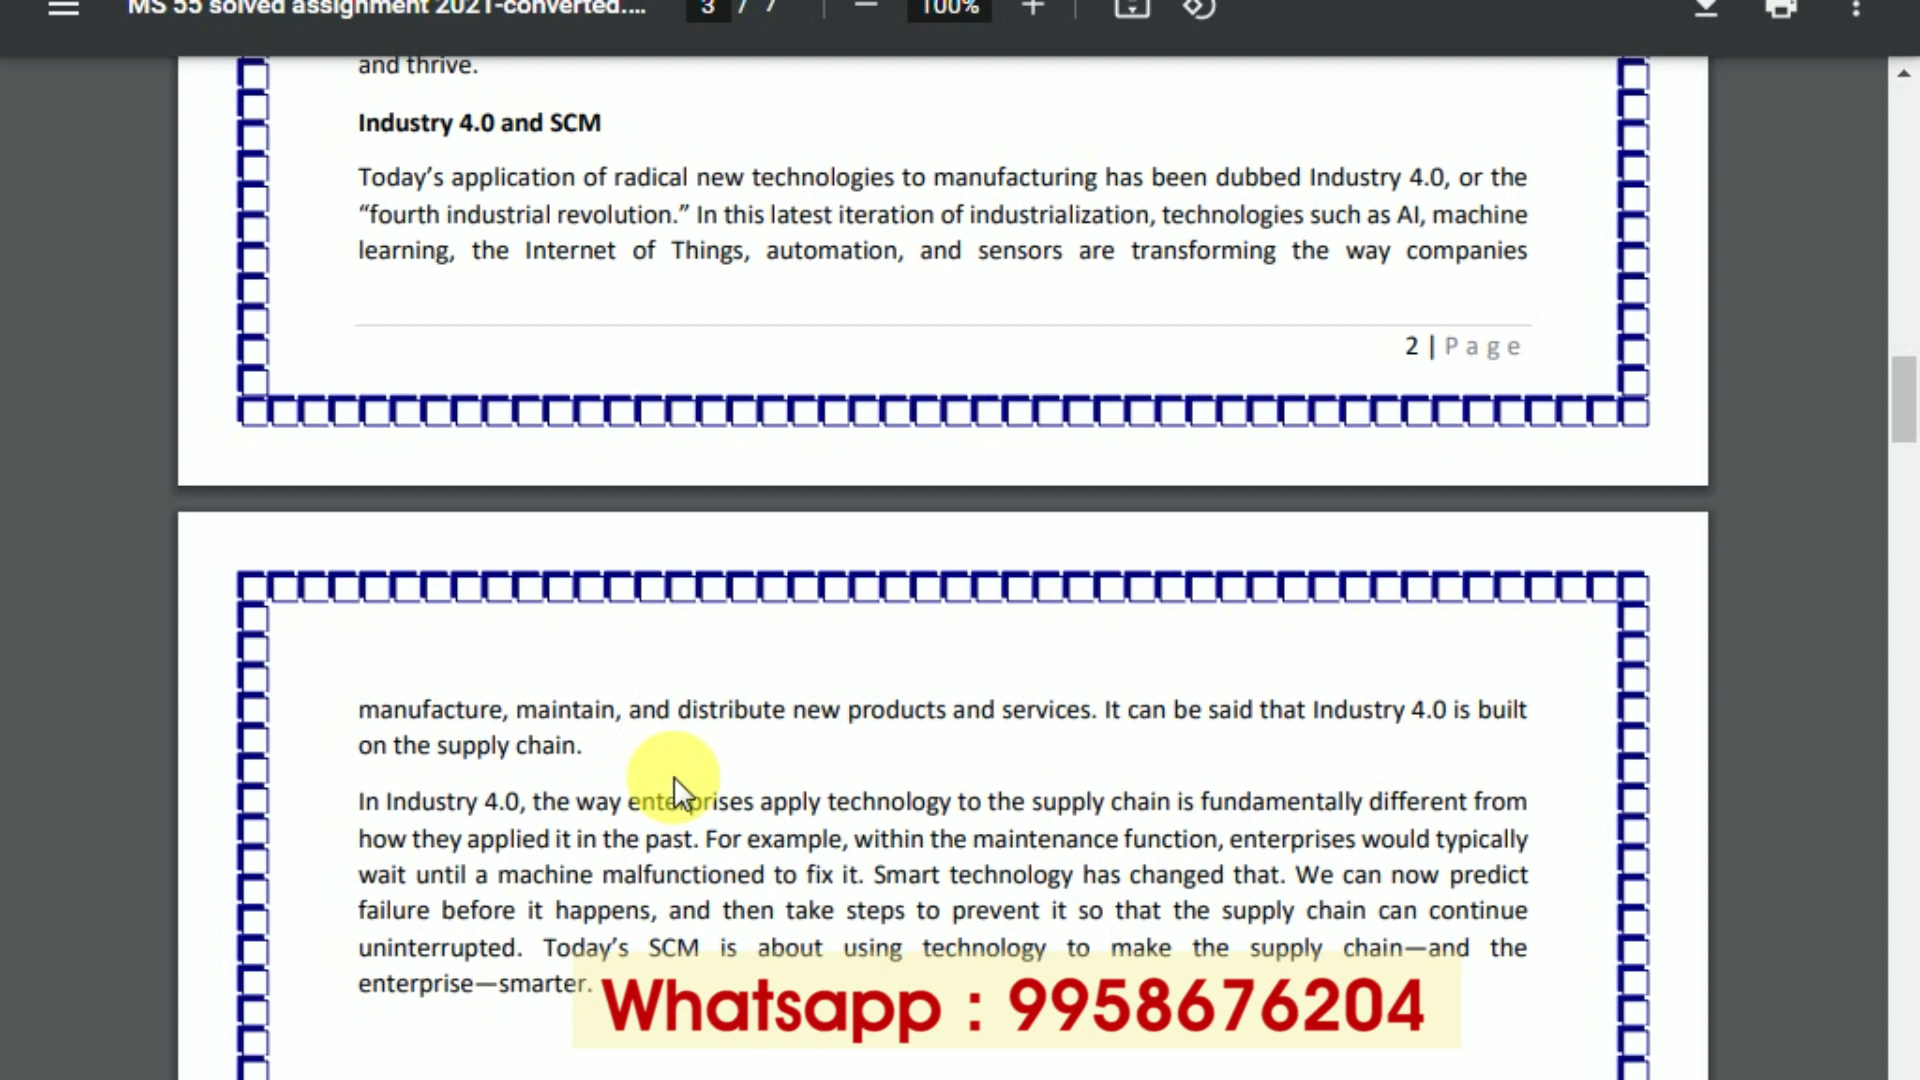 MS 55 solved assignment 2021-converted.... 3 / 7 100%
and thrive.
Industry 4.0 and SCM
Today’s application of radical new technologies to manufacturing has been dubbed Industry 4.0, or the
“fourth industrial revolution.” In this latest iteration of industrialization, technologies such as AI, machine
learning, the Internet of Things, automation, and sensors are transforming the way companies
2 | Page
manufacture, maintain, and distribute new products and services. It can be said that Industry 4.0 is built
on the supply chain.
In Industry 4.0, the way enterprises apply technology to the supply chain is fundamentally different from
how they applied it in the past. For example, within the maintenance function, enterprises would typically
wait until a machine malfunctioned to fix it. Smart technology has changed that. We can now predict
failure before it happens, and then take steps to prevent it so that the supply chain can continue
uninterrupted. Today’s SCM is about using technology to make the supply chain—and the
enterprise—smarter.
Whatsapp : 9958676204